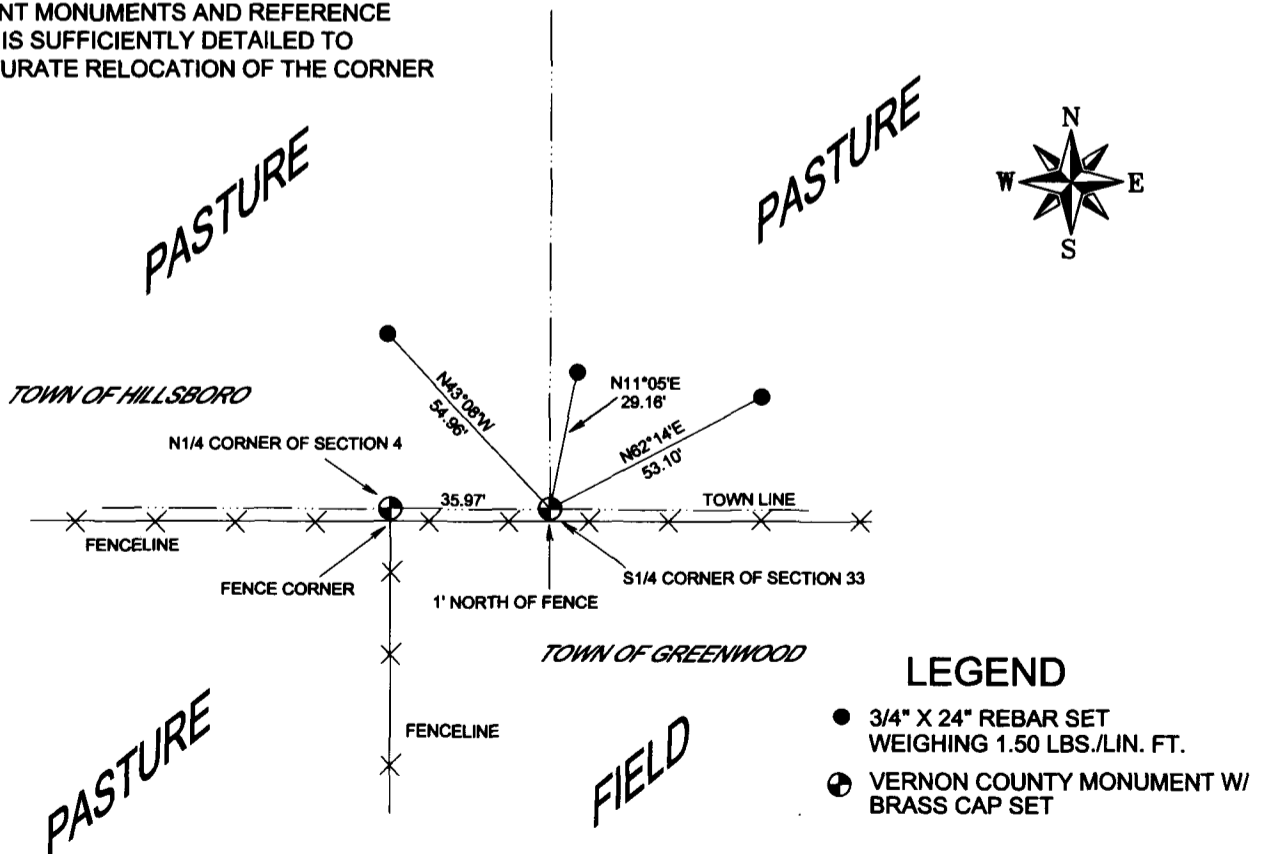 NT MONUMENTS AND REFERENCE
IS SUFFICIENTLY DETAILED TO
URATE RELOCATION OF THE CORNER
PASTURE
PASTURE
N
W
E
S
TOWN OF HILLSBORO
N43°08'W
54.96'
N11°05'E
29.16'
N62°14'E
53.10'
N1/4 CORNER OF SECTION 4
35.97'
TOWN LINE
FENCELINE
FENCE CORNER
1' NORTH OF FENCE
S1/4 CORNER OF SECTION 33
TOWN OF GREENWOOD
FENCELINE
PASTURE
FIELD
LEGEND
3/4" X 24" REBAR SET
WEIGHING 1.50 LBS./LIN. FT.
VERNON COUNTY MONUMENT W/
BRASS CAP SET